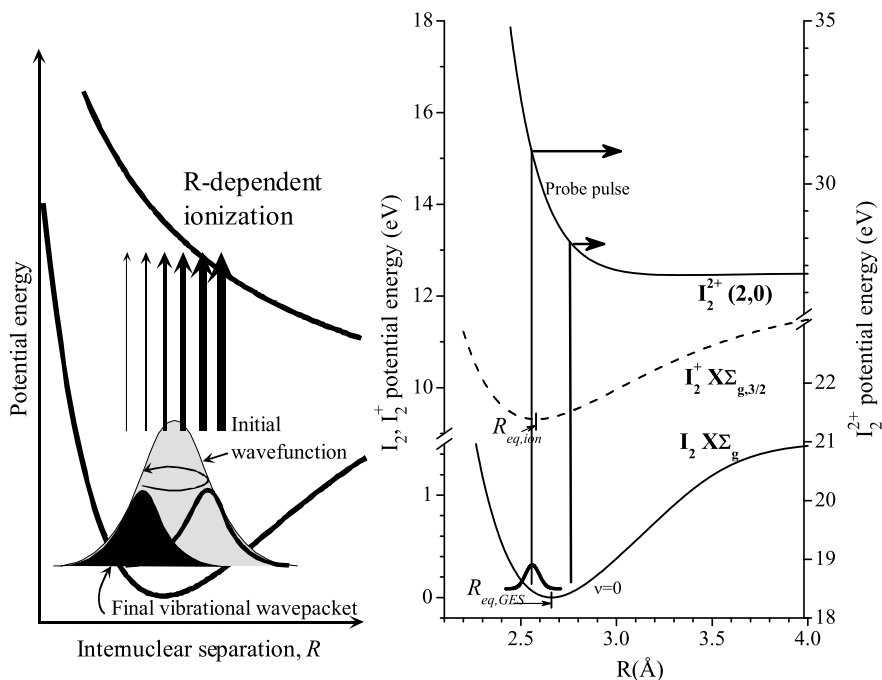 Potential energy
R-dependent
ionization
Initial
wavefunction
Final vibrational wavepacket
Internuclear separation, R
I₂, I₂⁺ potential energy (eV)
18
16
14
12
10
1
0
35
30
22
21
20
19
18
I₂²⁺ potential energy (eV)
Probe pulse
I₂²⁺ (2,0)
I₂⁺ XΣg,3/2
R eq,ion
I₂ XΣg
R eq,GES
ν=0
2.5
3.0
3.5
4.0
R(Å)